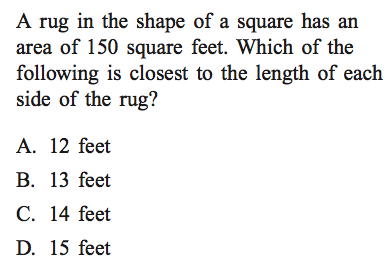 A rug in the shape of a square has an
area of 150 square feet. Which of the
following is closest to the length of each
side of the rug?
A. 12 feet
B. 13 feet
C. 14 feet
D. 15 feet